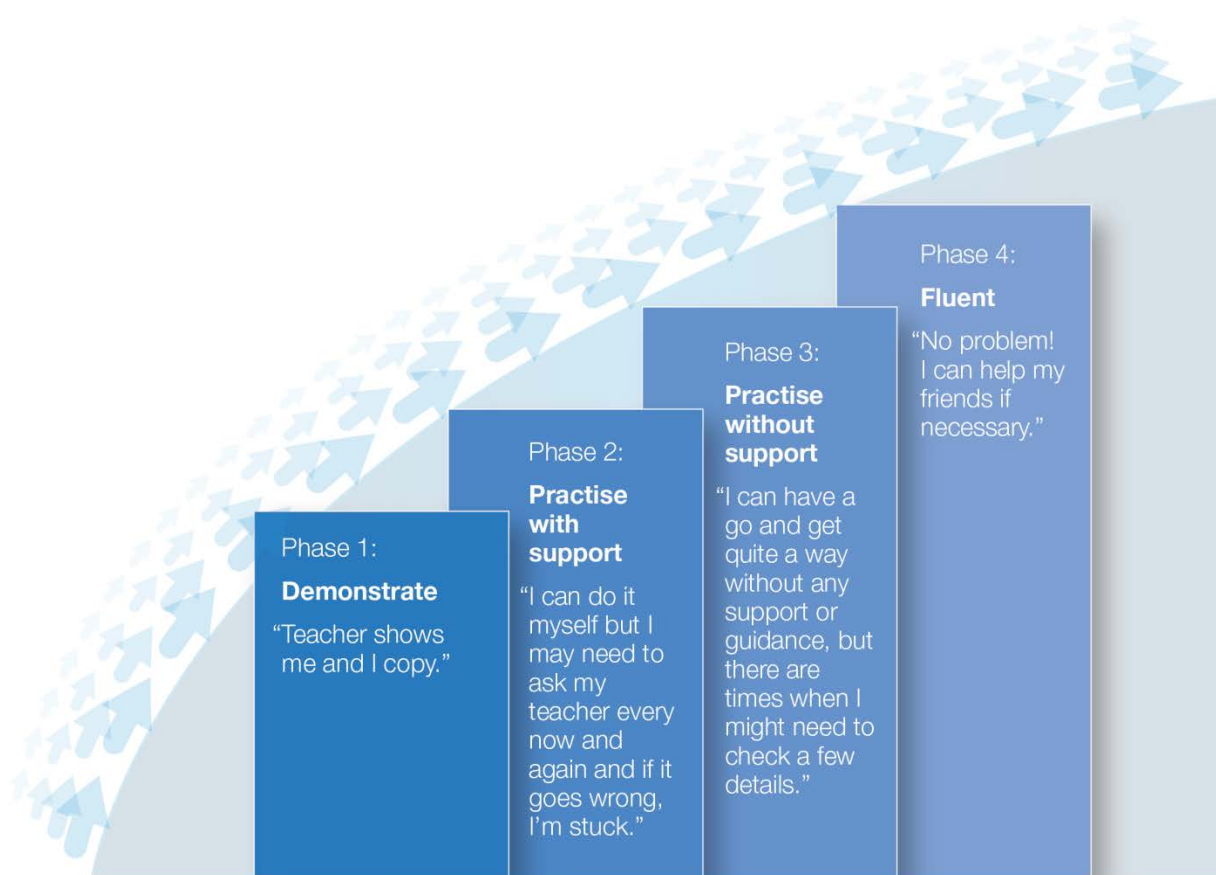 Phase 1:
Demonstrate
“Teacher shows
me and I copy.”
Phase 2:
Practise
with
support
“I can do it
myself but I
may need to
ask my
teacher every
now and
again and if it
goes wrong,
I’m stuck.”
Phase 3:
Practise
without
support
“I can have a
go and get
quite a way
without any
support or
guidance, but
there are
times when I
might need to
check a few
details.”
Phase 4:
Fluent
“No problem!
I can help my
friends if
necessary.”